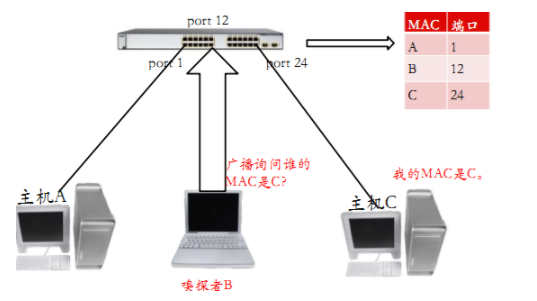 port 12
MAC 端口
A 1
B 12
C 24
port 1
port 24
广播询问谁的
MAC是C?
我的MAC是C。
主机A
主机C
嗅探者B